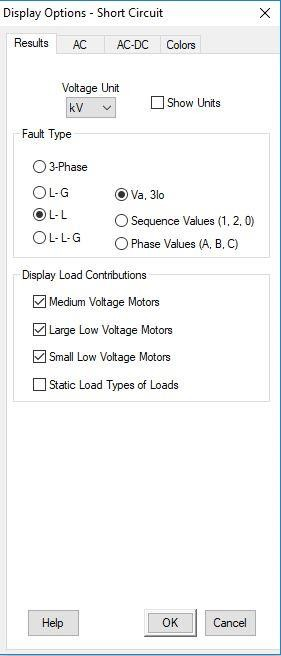 Display Options - Short Circuit
Results AC AC-DC Colors
Voltage Unit
kV
Show Units
Fault Type
3-Phase
L- G
Va, 3Io
L- L
Sequence Values (1, 2, 0)
L- L- G
Phase Values (A, B, C)
Display Load Contributions
Medium Voltage Motors
Large Low Voltage Motors
Small Low Voltage Motors
Static Load Types of Loads
Help OK Cancel